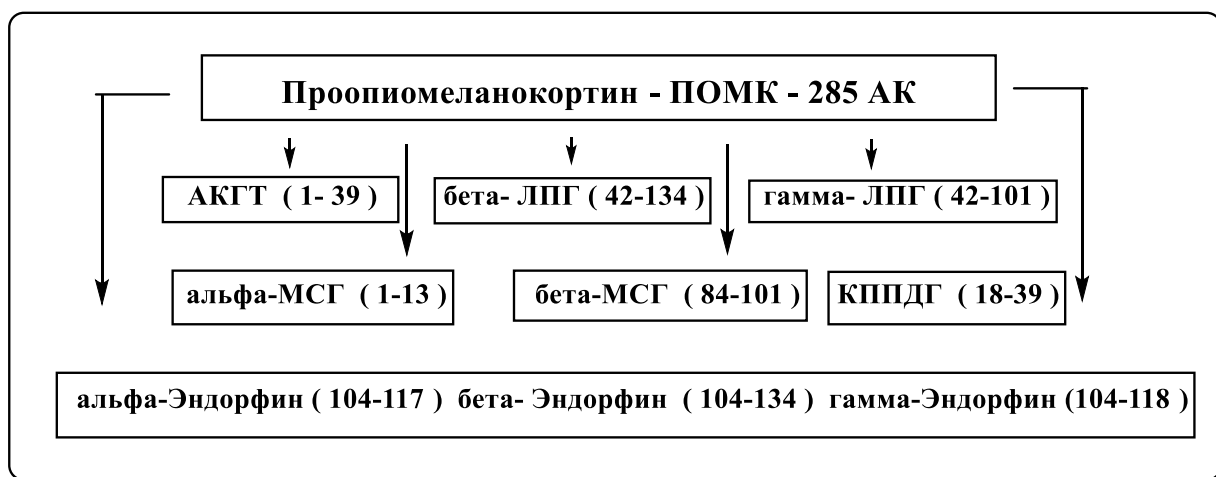 Проопиомеланокортин - ПОМК - 285 АК
АКГТ ( 1- 39 ) бета- ЛПГ ( 42-134) гамма- ЛПГ ( 42-101 )
альфа-МСГ ( 1-13 ) бета-МСГ ( 84-101 ) КППДГ ( 18-39 )
альфа-Эндорфин ( 104-117 ) бета- Эндорфин ( 104-134 ) гамма-Эндорфин (104-118)